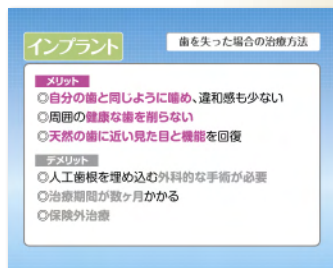 インプラント
歯を失った場合の治療方法
メリット
◎自分の歯と同じように噛め、違和感も少ない
◎周囲の健康な歯を削らない
◎天然の歯に近い見た目と機能を回復
デメリット
◎人工歯根を埋め込む外科的な手術が必要
◎治療期間が数ヶ月かかる
◎保険外治療